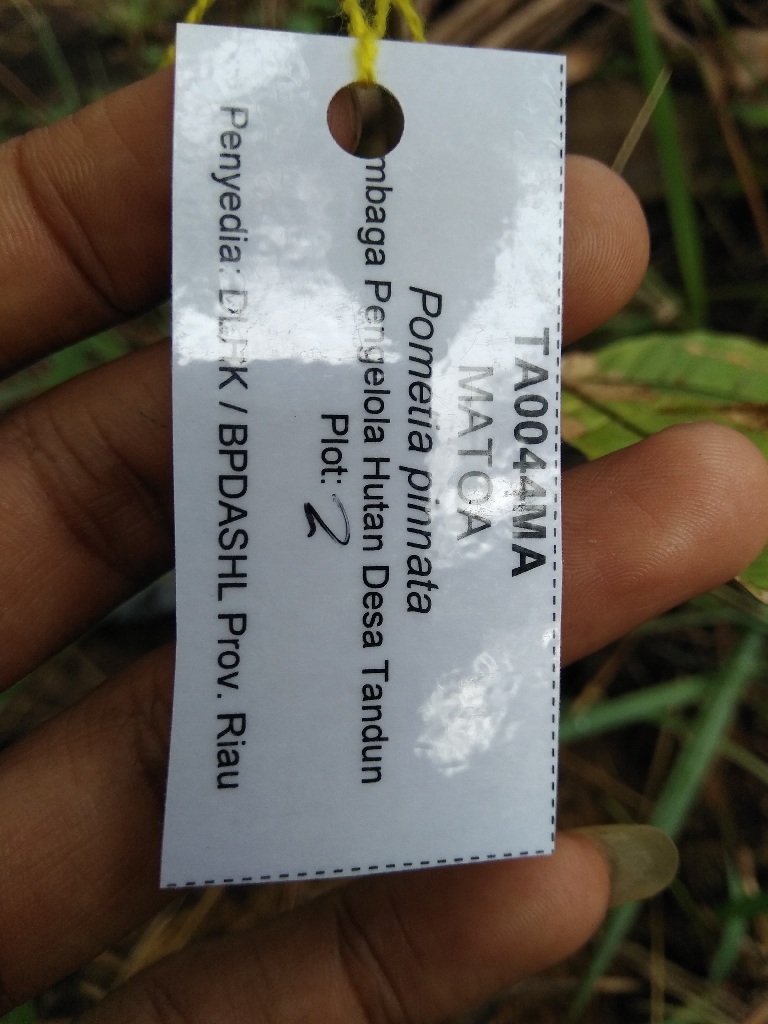 TA0044MA
MATOA
Pometia pinnata
mbaga Pengelola Hutan Desa Tandun
Plot: 2
Penyedia: DLHK / BPDASHL Prov. Riau